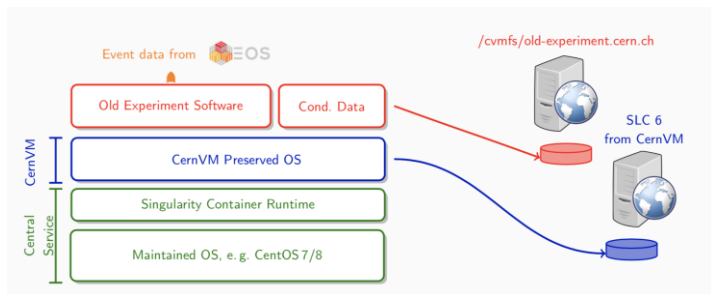 Event data from EOS
/cvmfs/old-experiment.cern.ch
Old Experiment Software
Cond. Data
SLC 6
from CernVM
CernVM
CernVM Preserved OS
Central
Service
Singularity Container Runtime
Maintained OS, e. g. CentOS 7/8